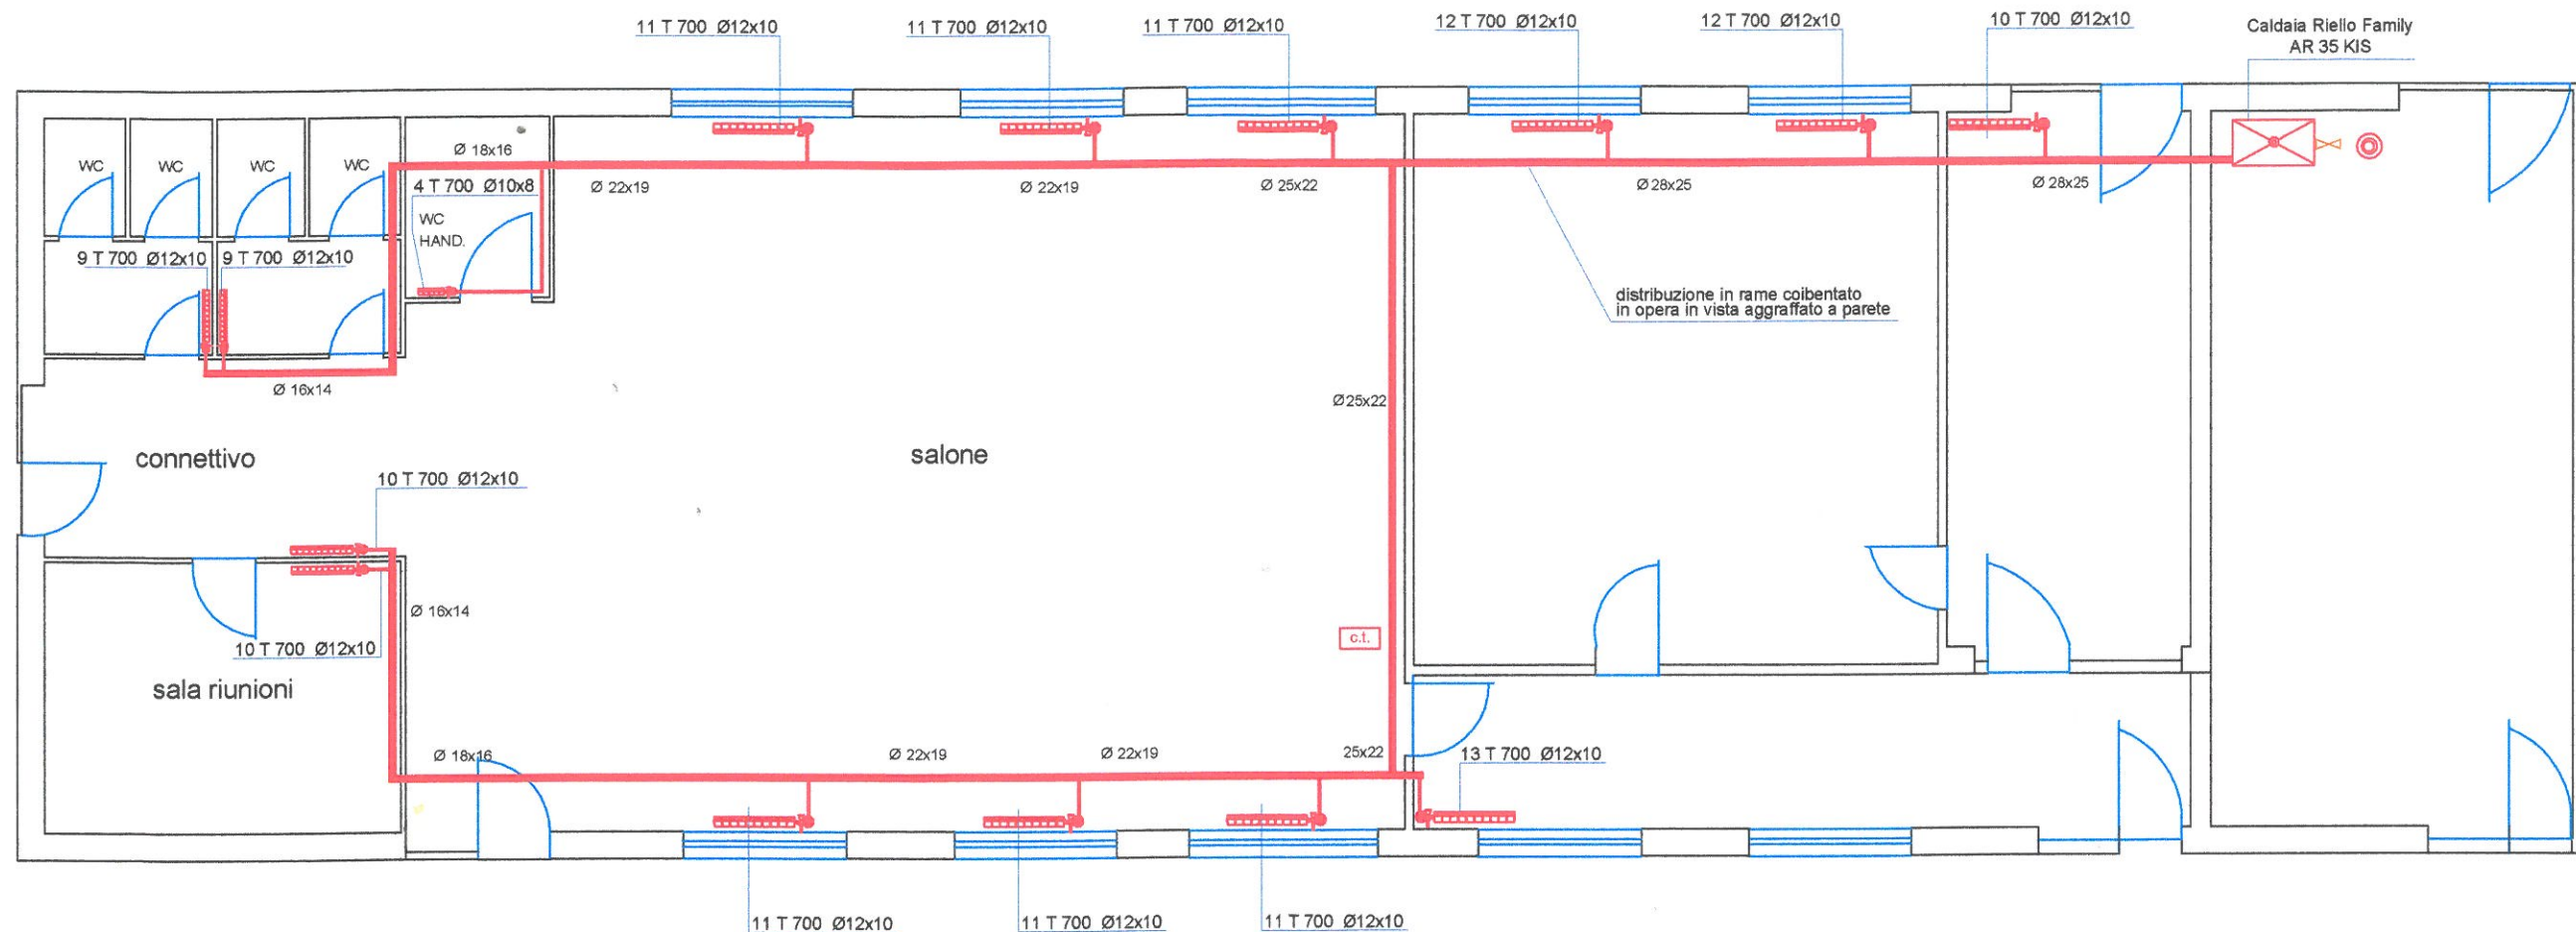 11 T 700 Ø12x10
11 T 700 Ø12x10
11 T 700 Ø12x10
12 T 700 Ø12x10
12 T 700 Ø12x10
10 T 700 Ø12x10
Caldaia Riello Family
AR 35 KIS
WC
WC
WC
WC
Ø 18x16
4 T 700 Ø10x8
Ø 22x19
Ø 22x19
Ø 25x22
Ø 28x25
Ø 28x25
WC
HAND.
9 T 700 Ø12x10
9 T 700 Ø12x10
distribuzione in rame coibentato
in opera in vista aggraffato a parete
Ø 16x14
Ø25x22
connettivo
salone
10 T 700 Ø12x10
Ø 16x14
c.t.
10 T 700 Ø12x10
sala riunioni
Ø 18x16
Ø 22x19
Ø 22x19
25x22
13 T 700 Ø12x10
11 T 700 Ø12x10
11 T 700 Ø12x10
11 T 700 Ø12x10